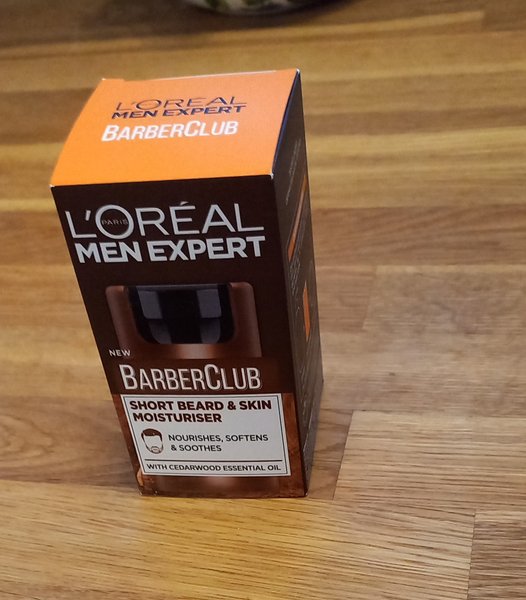 L'ORÉAL
MEN EXPERT
BARBERCLUB
L'ORÉAL
PARIS
MEN EXPERT
NEW
BARBERCLUB
SHORT BEARD & SKIN
MOISTURISER
NOURISHES, SOFTENS
& SOOTHES
WITH CEDARWOOD ESSENTIAL OIL